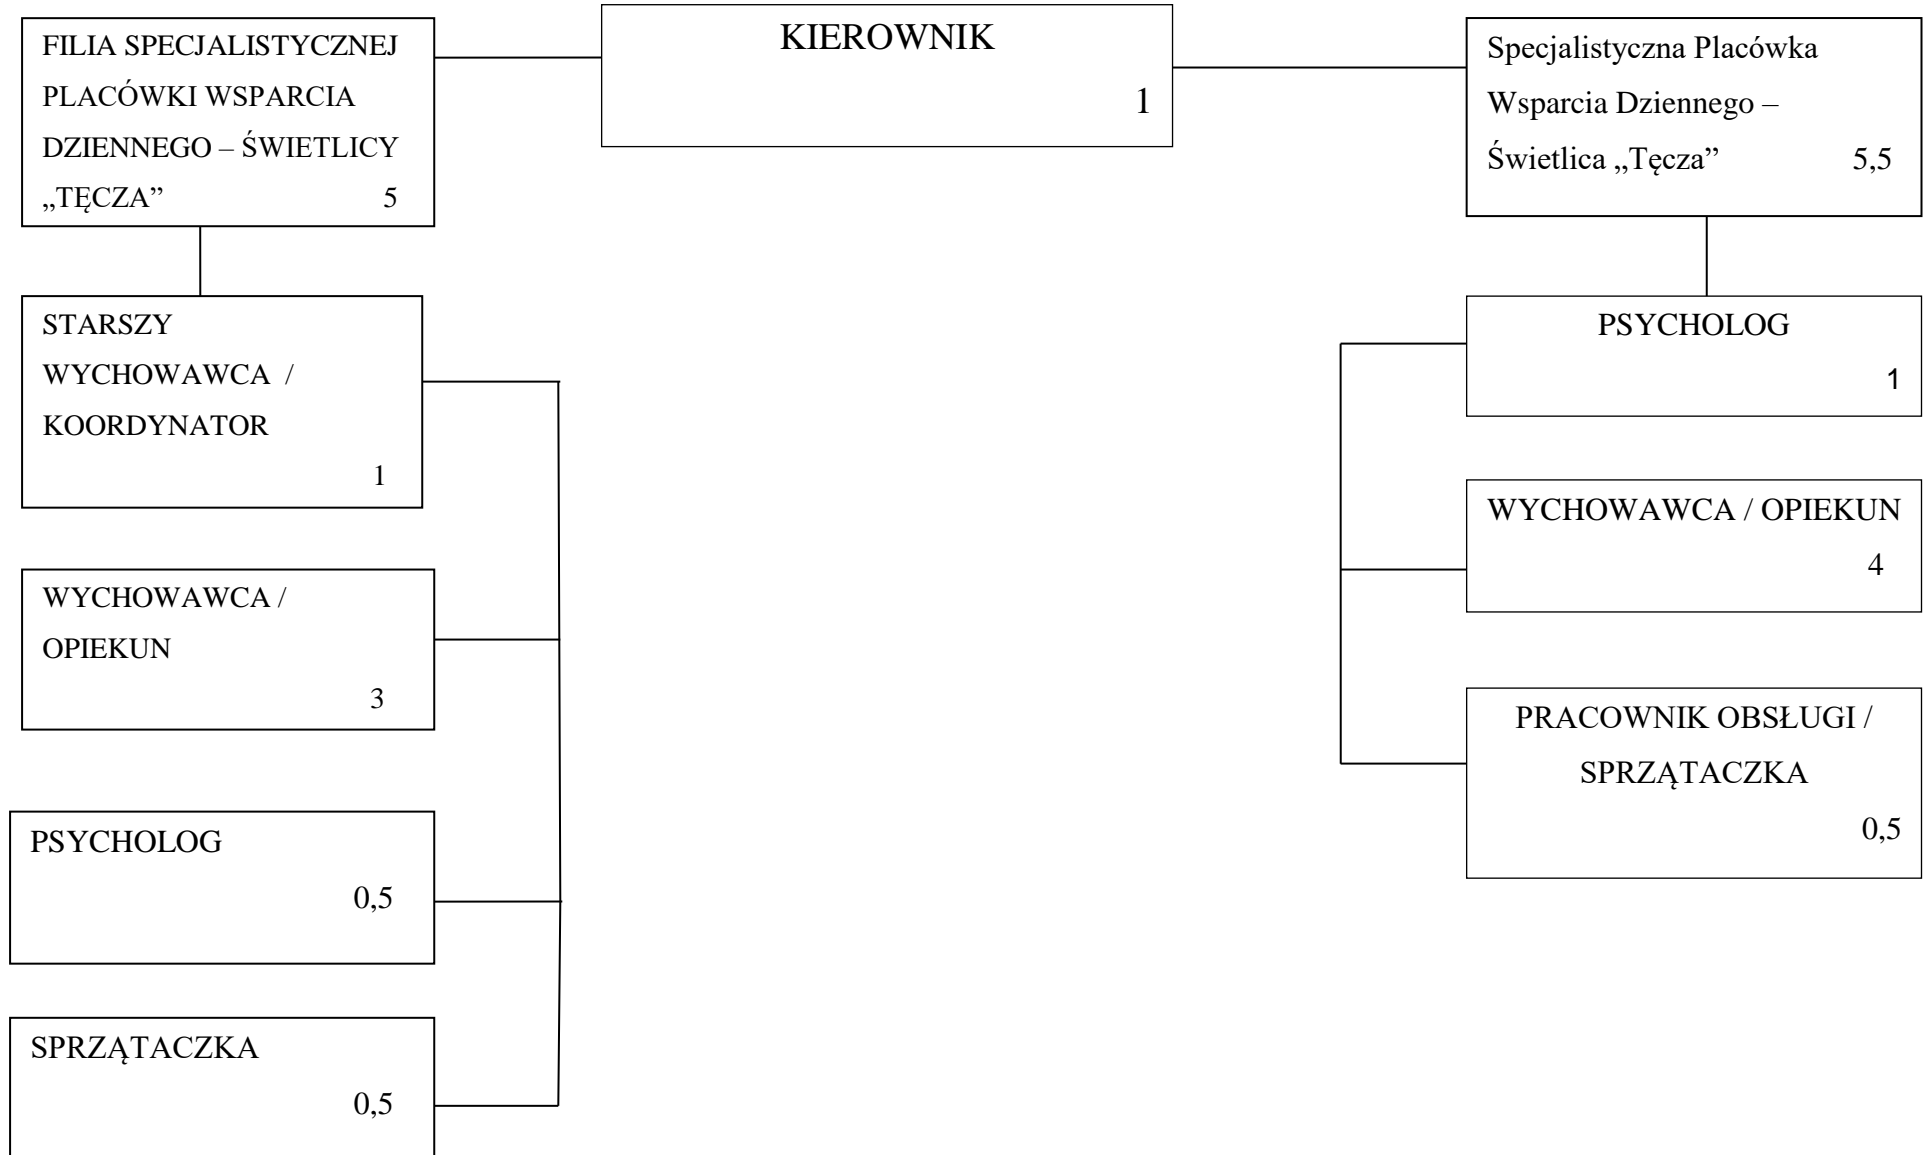 KIEROWNIK
1
FILIA SPECJALISTYCZNEJ
PLACÓWKI WSPARCIA
DZIENNEGO – ŚWIETLICY
„TĘCZA” 5
STARSZY
WYCHOWAWCA /
KOORDYNATOR
1
WYCHOWAWCA /
OPIEKUN
3
PSYCHOLOG
0,5
SPRZĄTACZKA
0,5
Specjalistyczna Placówka
Wsparcia Dziennego –
Świetlica „Tęcza” 5,5
PSYCHOLOG
1
WYCHOWAWCA / OPIEKUN
4
PRACOWNIK OBSŁUGI /
SPRZĄTACZKA
0,5